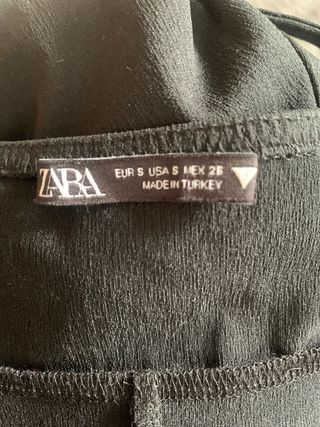 ZARA
EUR S USA S MEX 26
MADE IN TURKEY